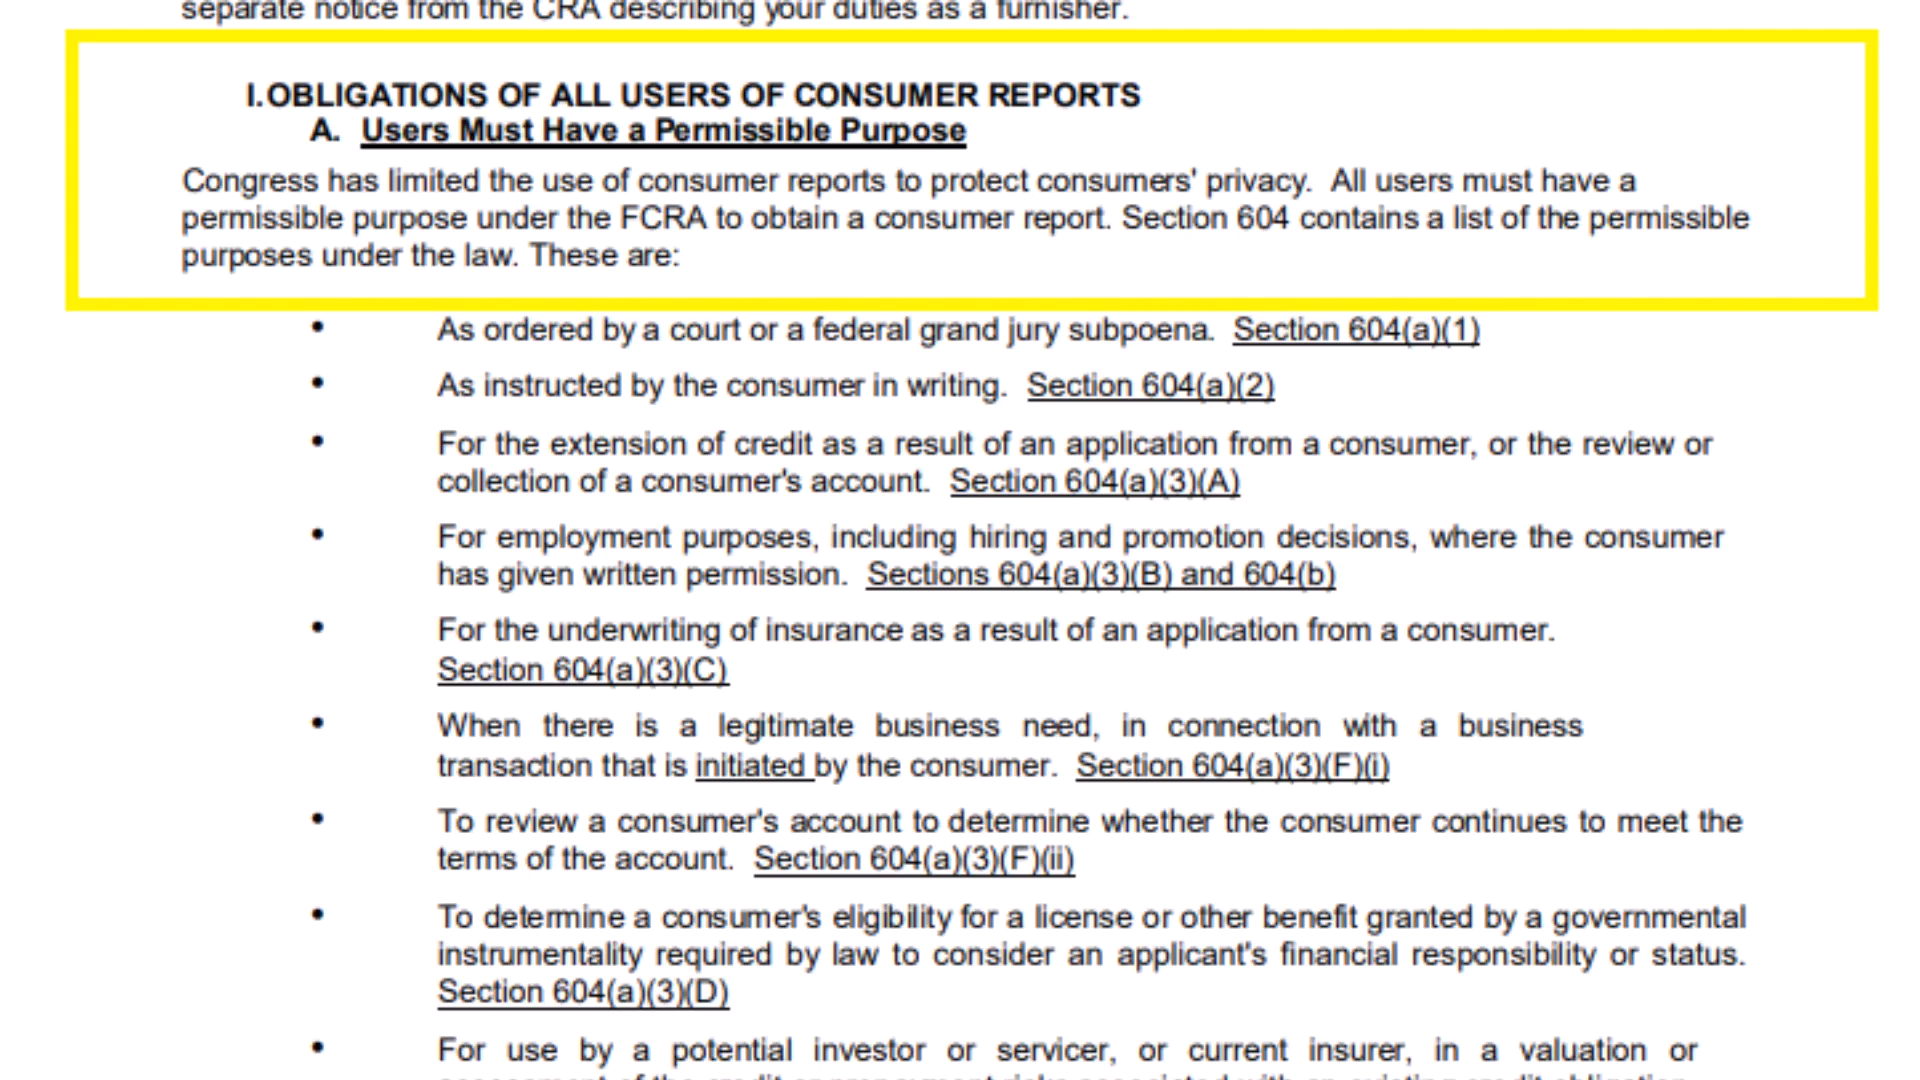 separate notice from the CRA describing your duties as a furnisher.
I. OBLIGATIONS OF ALL USERS OF CONSUMER REPORTS
A. Users Must Have a Permissible Purpose
Congress has limited the use of consumer reports to protect consumers' privacy. All users must have a
permissible purpose under the FCRA to obtain a consumer report. Section 604 contains a list of the permissible
purposes under the law. These are:
• As ordered by a court or a federal grand jury subpoena. Section 604(a)(1)
• As instructed by the consumer in writing. Section 604(a)(2)
• For the extension of credit as a result of an application from a consumer, or the review or
collection of a consumer's account. Section 604(a)(3)(A)
• For employment purposes, including hiring and promotion decisions, where the consumer
has given written permission. Sections 604(a)(3)(B) and 604(b)
• For the underwriting of insurance as a result of an application from a consumer.
Section 604(a)(3)(C)
• When there is a legitimate business need, in connection with a business
transaction that is initiated by the consumer. Section 604(a)(3)(F)(i)
• To review a consumer's account to determine whether the consumer continues to meet the
terms of the account. Section 604(a)(3)(F)(ii)
• To determine a consumer's eligibility for a license or other benefit granted by a governmental
instrumentality required by law to consider an applicant's financial responsibility or status.
Section 604(a)(3)(D)
• For use by a potential investor or servicer, or current insurer, in a valuation or